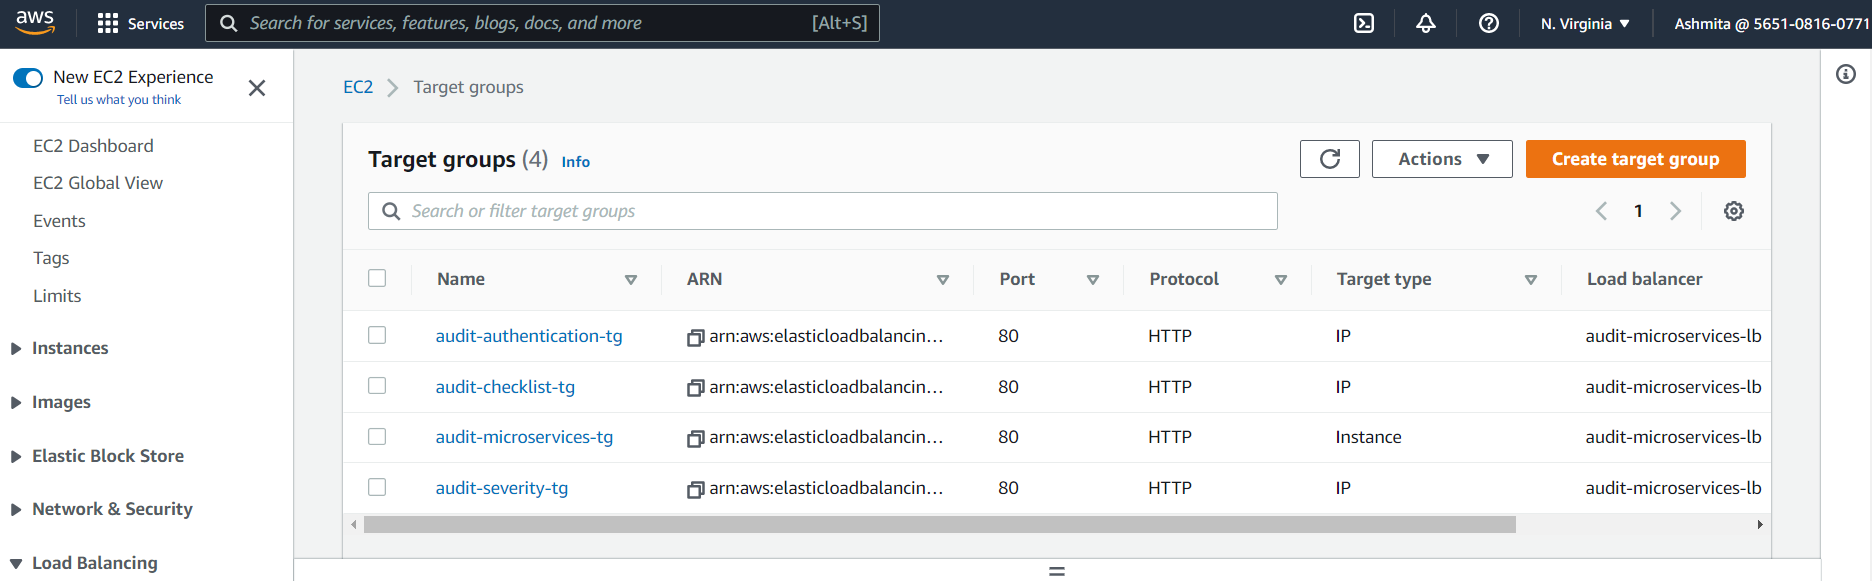 aws Services Search for services, features, blogs, docs, and more [Alt+S] N. Virginia Ashmita @ 5651-0816-0771
New EC2 Experience
Tell us what you think
EC2 Dashboard
EC2 Global View
Events
Tags
Limits
Instances
Images
Elastic Block Store
Network & Security
Load Balancing
EC2 Target groups
Target groups (4) Info Actions Create target group
Search or filter target groups 1
Name ARN Port Protocol Target type Load balancer
audit-authentication-tg arn:aws:elasticloadbalancin... 80 HTTP IP audit-microservices-lb
audit-checklist-tg arn:aws:elasticloadbalancin... 80 HTTP IP audit-microservices-lb
audit-microservices-tg arn:aws:elasticloadbalancin... 80 HTTP Instance audit-microservices-lb
audit-severity-tg arn:aws:elasticloadbalancin... 80 HTTP IP audit-microservices-lb